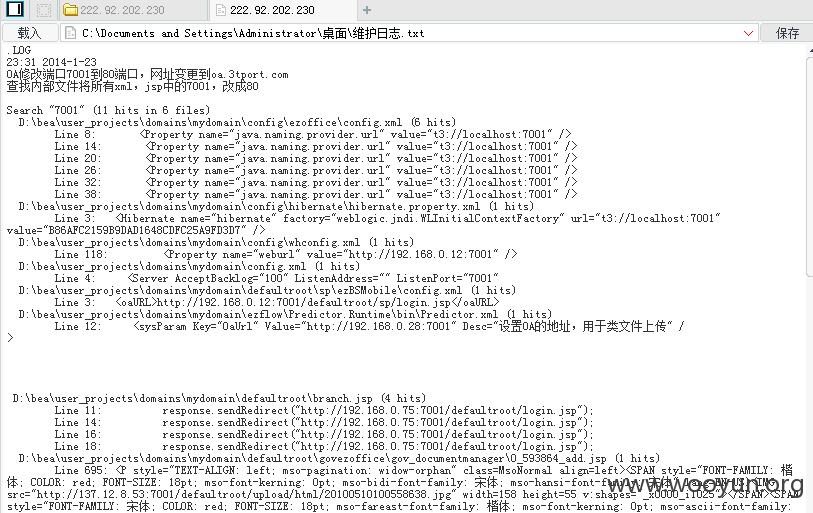 222.92.202.230
222.92.202.230
+
载入
C:\Documents and Settings\Administrator\桌面\维护日志.txt
保存
.LOG
23:31 2014-1-23
OA修改端口7001到80端口，网址变更到oa.3tport.com
查找内部文件将所有xml，jsp中的7001，改成80
Search "7001" (11 hits in 6 files)
D:\bea\user_projects\domains\mydomain\config\ezoffice\config.xml (6 hits)
Line 8: <Property name="java.naming.provider.url" value="t3://localhost:7001" />
Line 14: <Property name="java.naming.provider.url" value="t3://localhost:7001" />
Line 20: <Property name="java.naming.provider.url" value="t3://localhost:7001" />
Line 26: <Property name="java.naming.provider.url" value="t3://localhost:7001" />
Line 32: <Property name="java.naming.provider.url" value="t3://localhost:7001" />
Line 38: <Property name="java.naming.provider.url" value="t3://localhost:7001" />
D:\bea\user_projects\domains\mydomain\config\hibernate\hibernate.property.xml (1 hits)
Line 3: <Hibernate name="hibernate" factory="weblogic.jndi.WLInitialContextFactory" url="t3://localhost:7001"
value="B86AFC2159B9DAD1648CDFC25A9FD3D7" />
D:\bea\user_projects\domains\mydomain\config\whconfig.xml (1 hits)
Line 118: <Property name="weburl" value="http://192.168.0.12:7001" />
D:\bea\user_projects\domains\mydomain\config.xml (1 hits)
Line 4: <Server AcceptBacklog="100" ListenAddress="" ListenPort="7001"
D:\bea\user_projects\domains\mydomain\defaultroot\sp\ezBSMobile\config.xml (1 hits)
Line 3: <oaURL>http://192.168.0.12:7001/defaultroot/sp/login.jsp</oaURL>
D:\bea\user_projects\domains\mydomain\ezflow\Predictor.Runtime\bin\Predictor.xml (1 hits)
Line 12: <sysParam Key="OaUrl" Value="http://192.168.0.28:7001" Desc="设置OA的地址，用于类文件上传" /
>
D:\bea\user_projects\domains\mydomain\defaultroot\branch.jsp (4 hits)
Line 11: response.sendRedirect("http://192.168.0.75:7001/defaultroot/login.jsp");
Line 14: response.sendRedirect("http://192.168.0.75:7001/defaultroot/login.jsp");
Line 16: response.sendRedirect("http://192.168.0.75:7001/defaultroot/login.jsp");
Line 18: response.sendRedirect("http://192.168.0.75:7001/defaultroot/login.jsp");
D:\bea\user_projects\domains\mydomain\defaultroot\govezoffice\gov_documentmanager\0_593864_add.jsp (1 hits)
Line 695: <P style="TEXT-ALIGN: left; mso-pagination: widow-orphan" class=MsoNormal align=left><SPAN style="FONT-FAMILY: 楷
体; COLOR: red; FONT-SIZE: 18pt; mso-font-kerning: 0pt; mso-bidi-font-family: 宋体; mso-hansi-font-family: 宋体" lang=EN-US><IMG
src="http://137.12.8.53:7001/defaultroot/upload/html/20100510100558638.jpg" width=158 height=55 v:shapes="_x0000_i1025"></SPAN><SPAN
style="FONT-FAMILY: 宋体; COLOR: red; FONT-SIZE: 18pt; mso-fareast-font-family: 楷体; mso-font-kerning: 0pt; mso-ascii-font-family:
www.wooyun.org